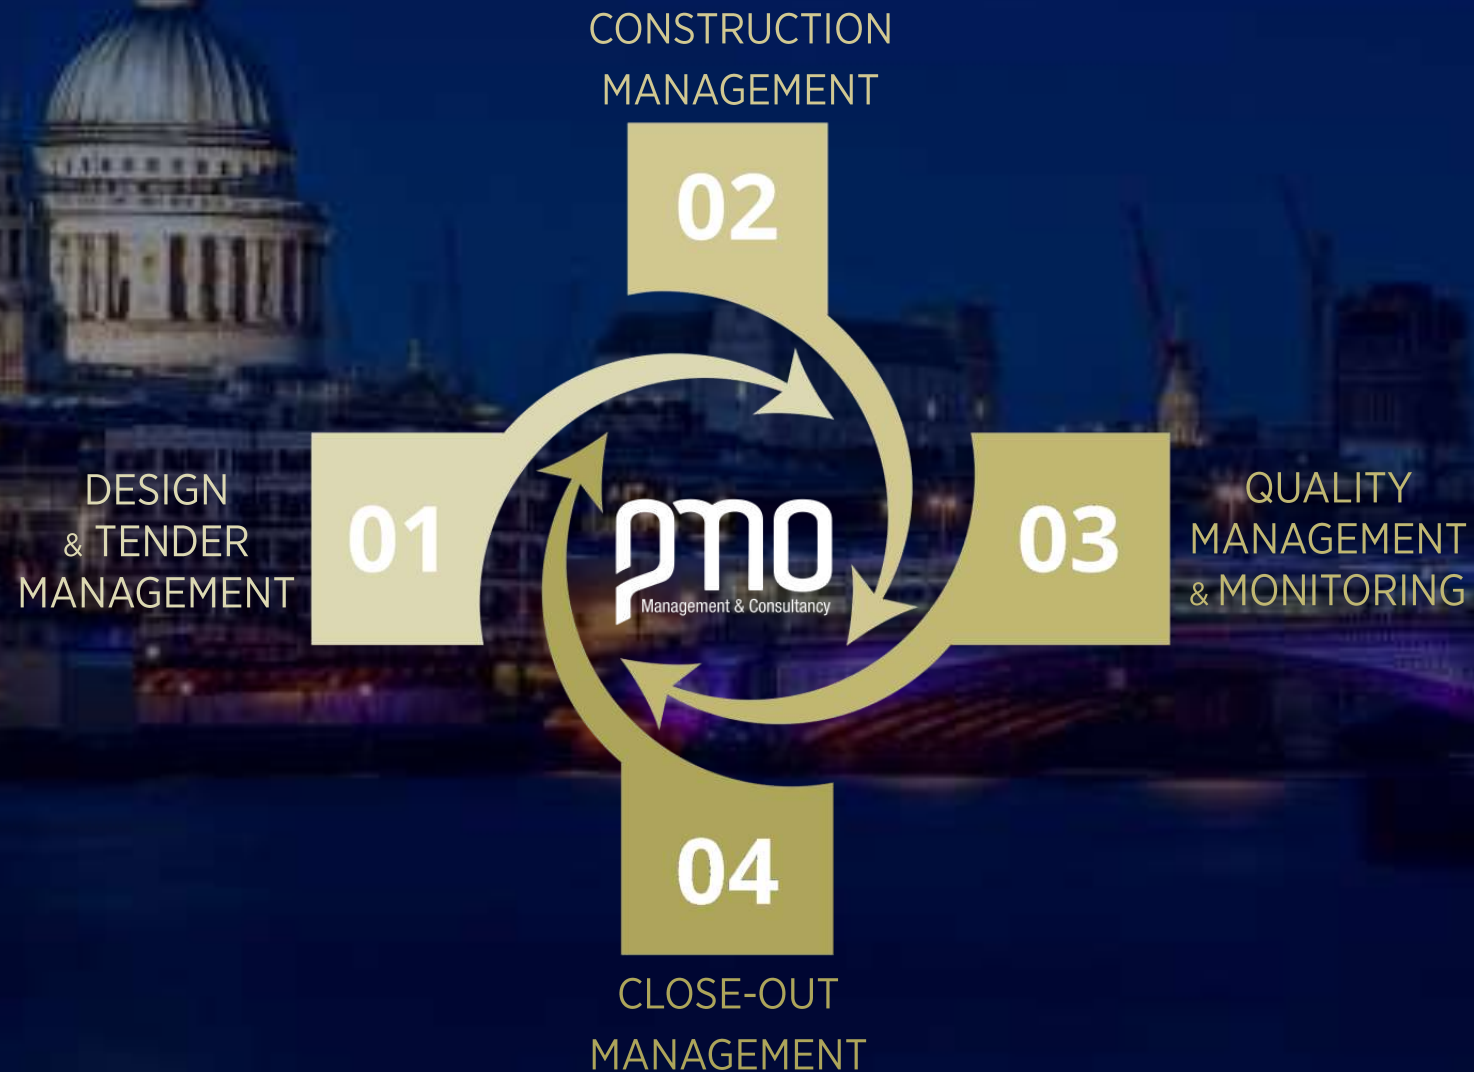 CONSTRUCTION
MANAGEMENT
02
DESIGN
& TENDER
MANAGEMENT
01
pmo
Management & Consultancy
03
QUALITY
MANAGEMENT
& MONITORING
04
CLOSE-OUT
MANAGEMENT